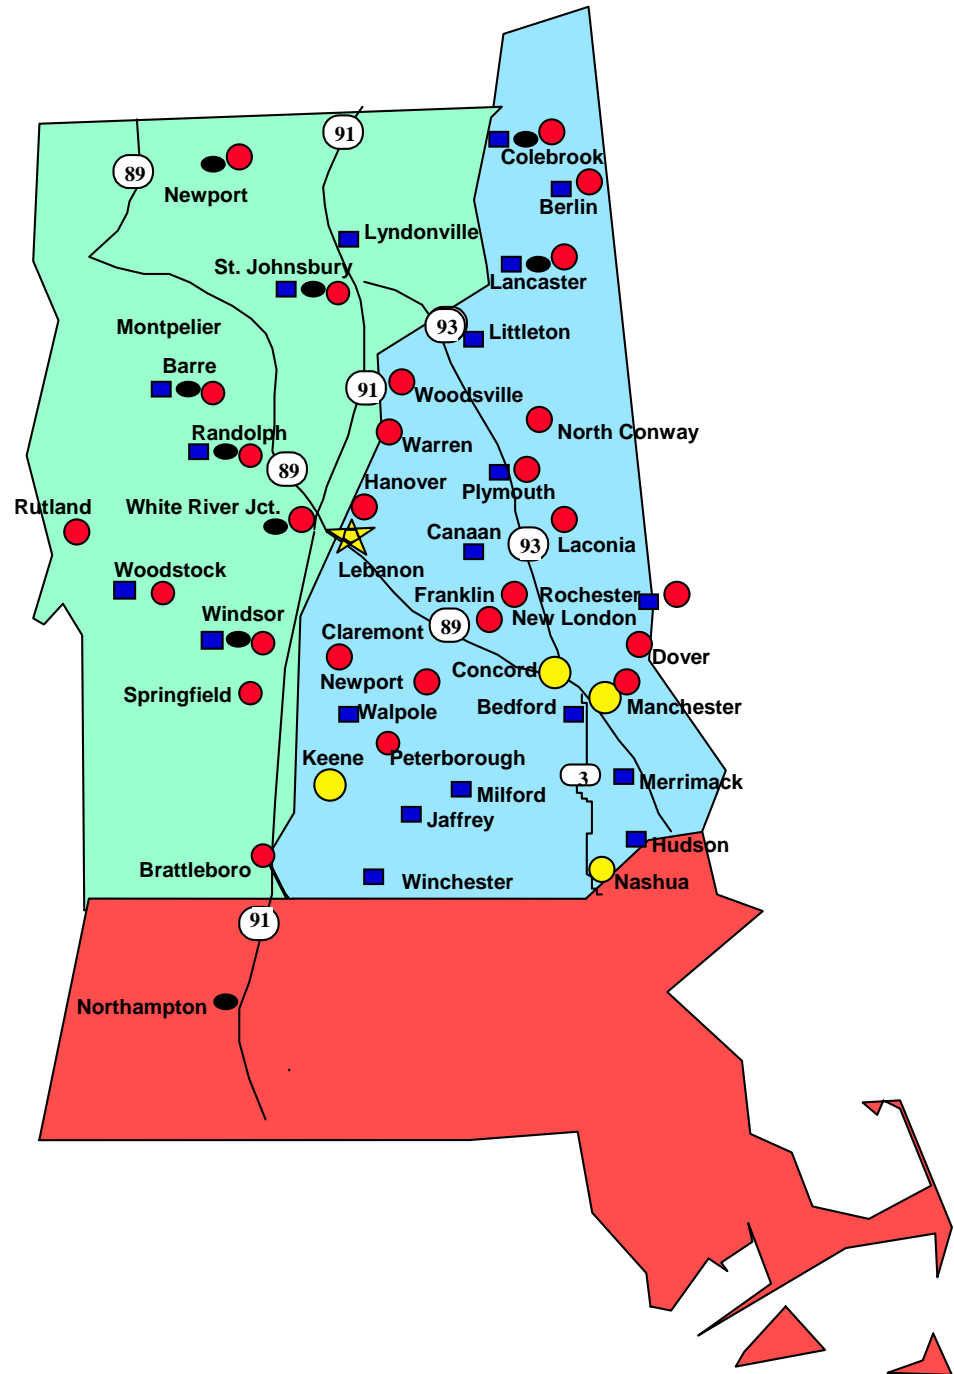 91
Colebrook
89
Newport
Berlin
Lyndonville
St. Johnsbury
Lancaster
Montpelier
93
Littleton
Barre
91
Woodsville
Randolph
Warren
North Conway
89
Hanover
Plymouth
Rutland
White River Jct.
Canaan
93
Laconia
Woodstock
Lebanon
Franklin
Rochester
Windsor
New London
Claremont
89
Dover
Concord
Newport
Springfield
Walpole
Bedford
Manchester
Keene
Peterborough
3
Merrimack
Milford
Jaffrey
Hudson
Brattleboro
Winchester
Nashua
91
Northampton